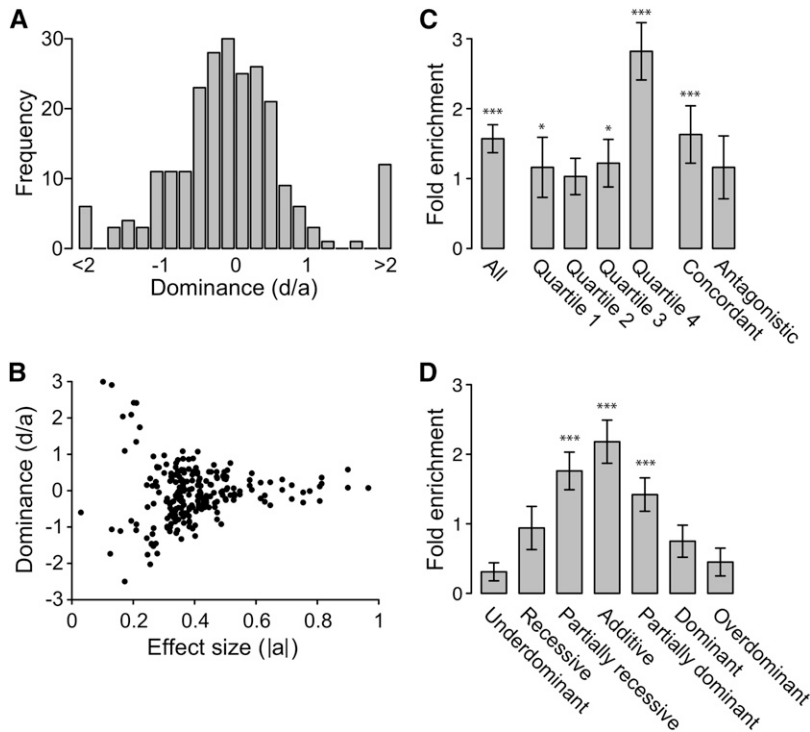 A
Frequency
30
20
10
0
<2
-1
0
1
>2
Dominance (d/a)
B
Dominance (d/a)
3
2
1
0
-1
-2
-3
0
0.2
0.4
0.6
0.8
1
Effect size (|a|)
C
Fold enrichment
3
2
1
0
***
*
*
***
***
All
Quartile 1
Quartile 2
Quartile 3
Quartile 4
Concordant
Antagonistic
D
Fold enrichment
3
2
1
0
***
***
***
Underdominant
Recessive
Partially recessive
Additive
Partially dominant
Dominant
Overdominant